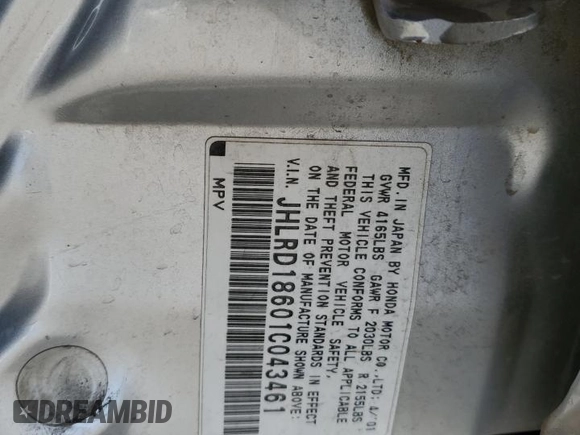 MFD. IN JAPAN BY HONDA MOTOR CO.,LTD: 4/'01
GVWR 4165LBS GAWR F 2030LBS R 2155LBS
THIS VEHICLE CONFORMS TO ALL APPLICABLE
FEDERAL MOTOR VEHICLE SAFETY,
AND THEFT PREVENTION STANDARDS IN EFFECT
ON THE DATE OF MANUFACTURE SHOWN ABOVE:
V.I.N. JHLRD18601C043461
MPV
DREAMBID